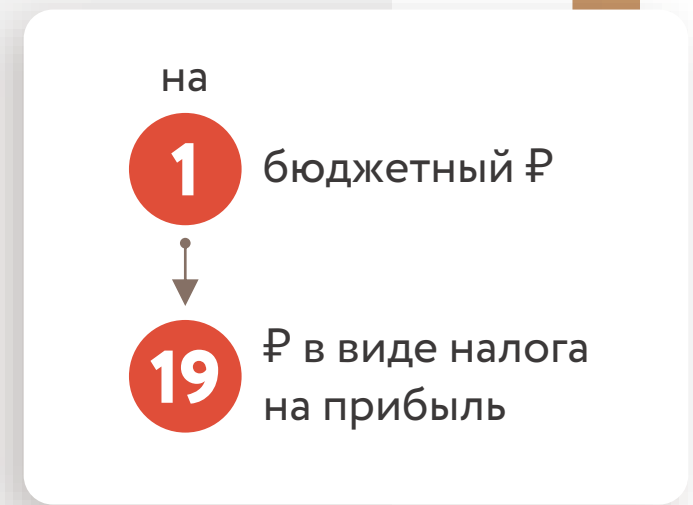 на
1 бюджетный ₽
19 ₽ в виде налога
на прибыль